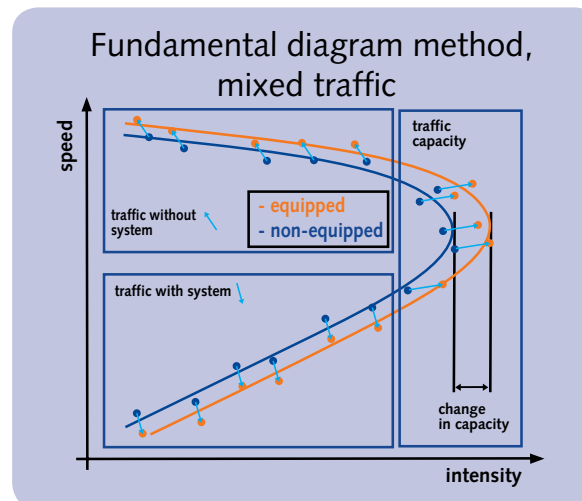 Fundamental diagram method,
mixed traffic
speed
traffic
capacity
- equipped
- non-equipped
traffic without
system
traffic with system
change
in capacity
intensity